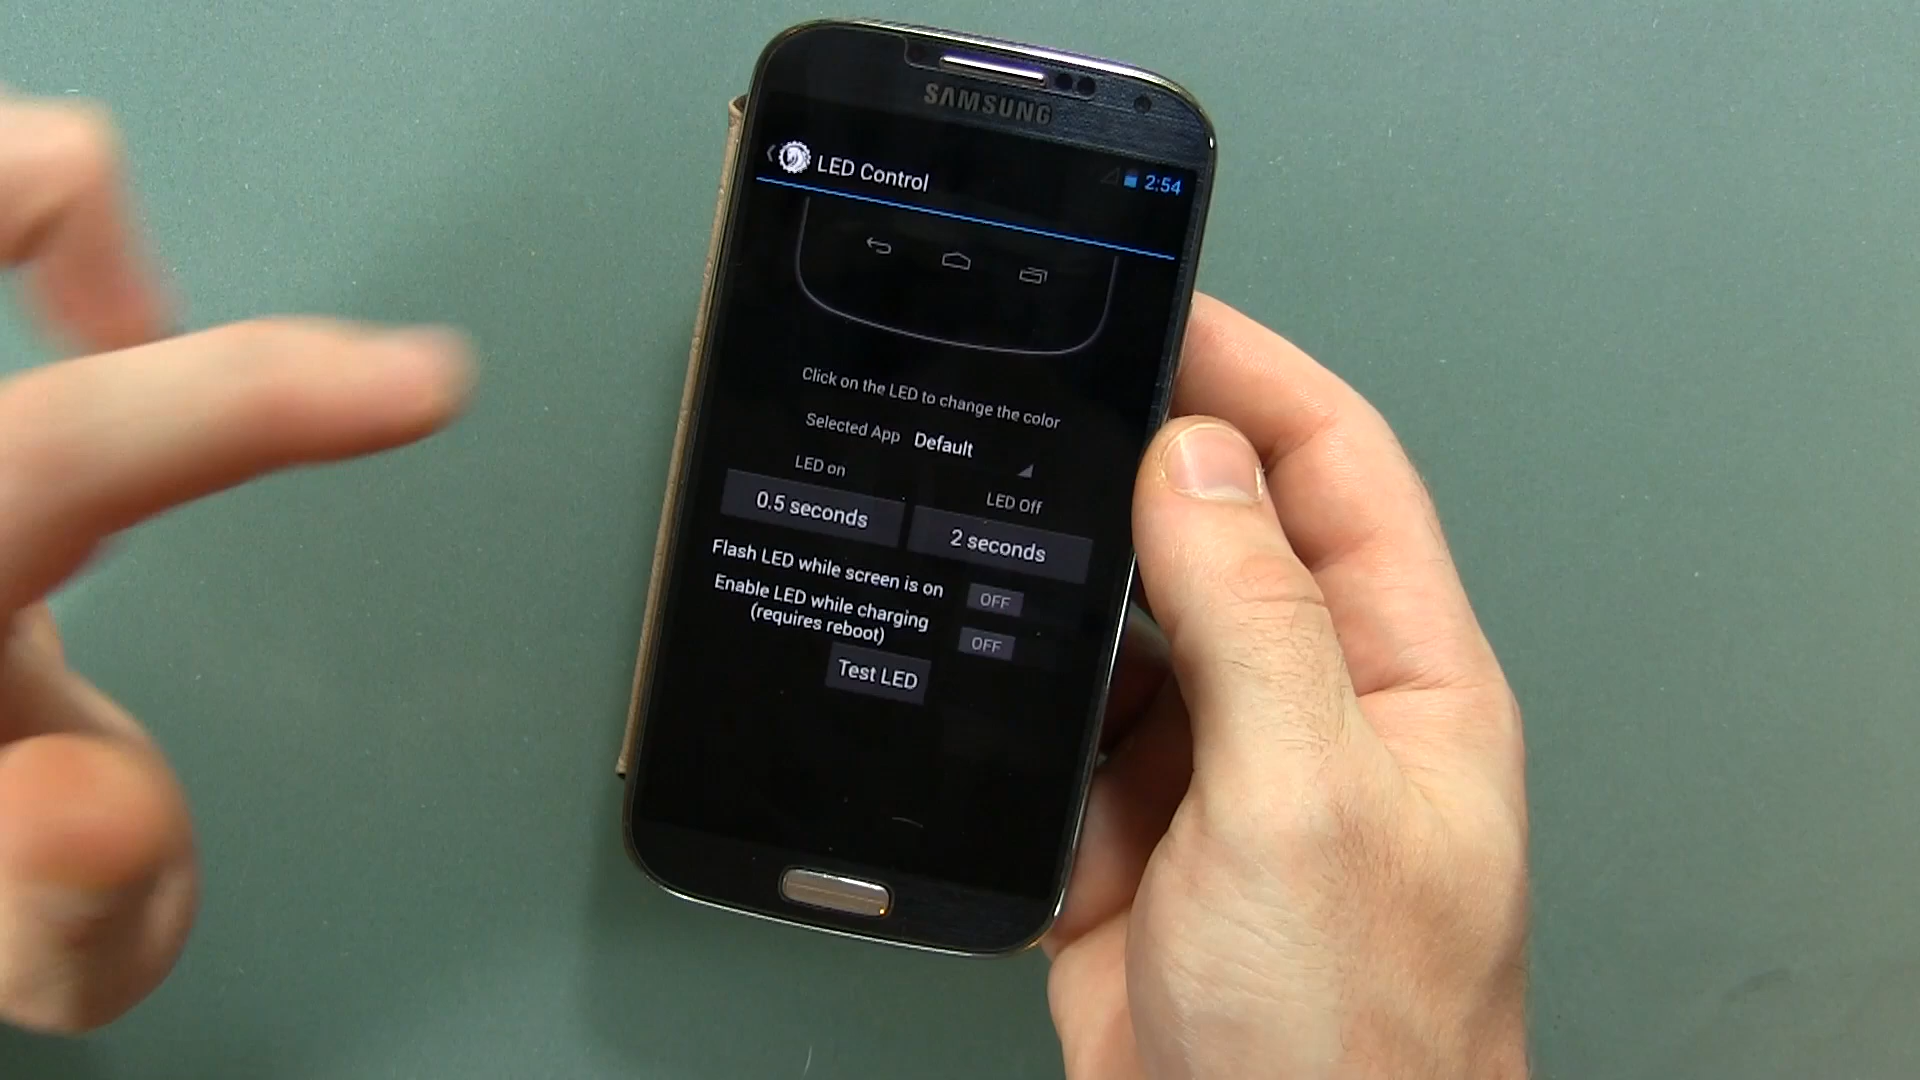 SAMSUNG
LED Control
2:54
Click on the LED to change the color
Selected App Default
LED on
LED Off
0.5 seconds
2 seconds
Flash LED while screen is on
OFF
Enable LED while charging
(requires reboot)
OFF
Test LED